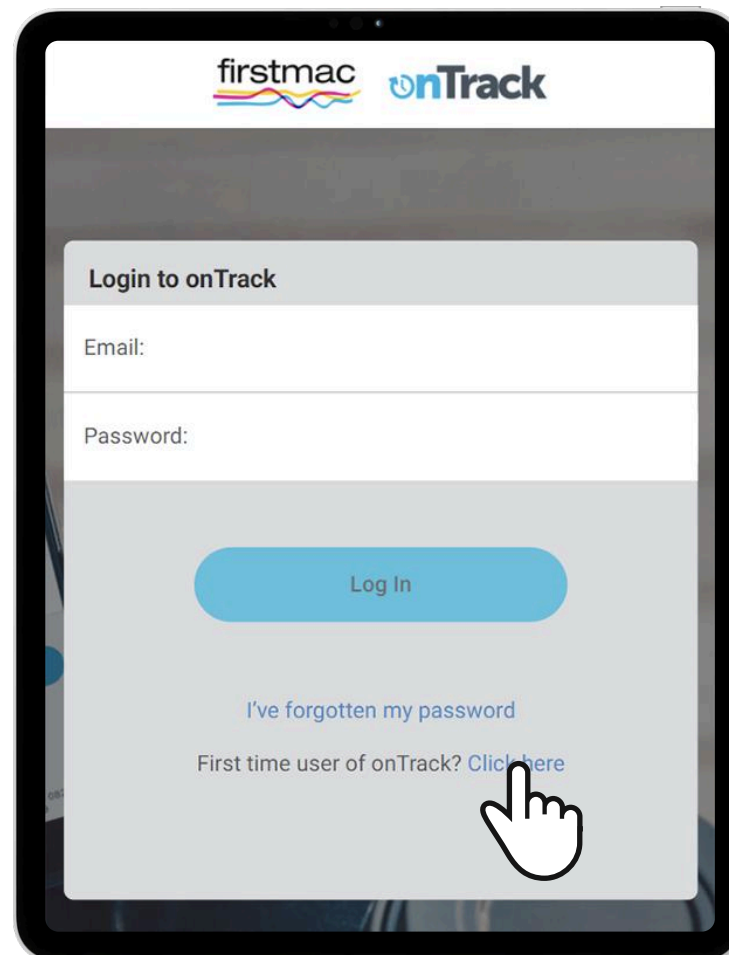 firstmac onTrack
Login to onTrack
Email:
Password:
Log In
I've forgotten my password
First time user of onTrack? Click here